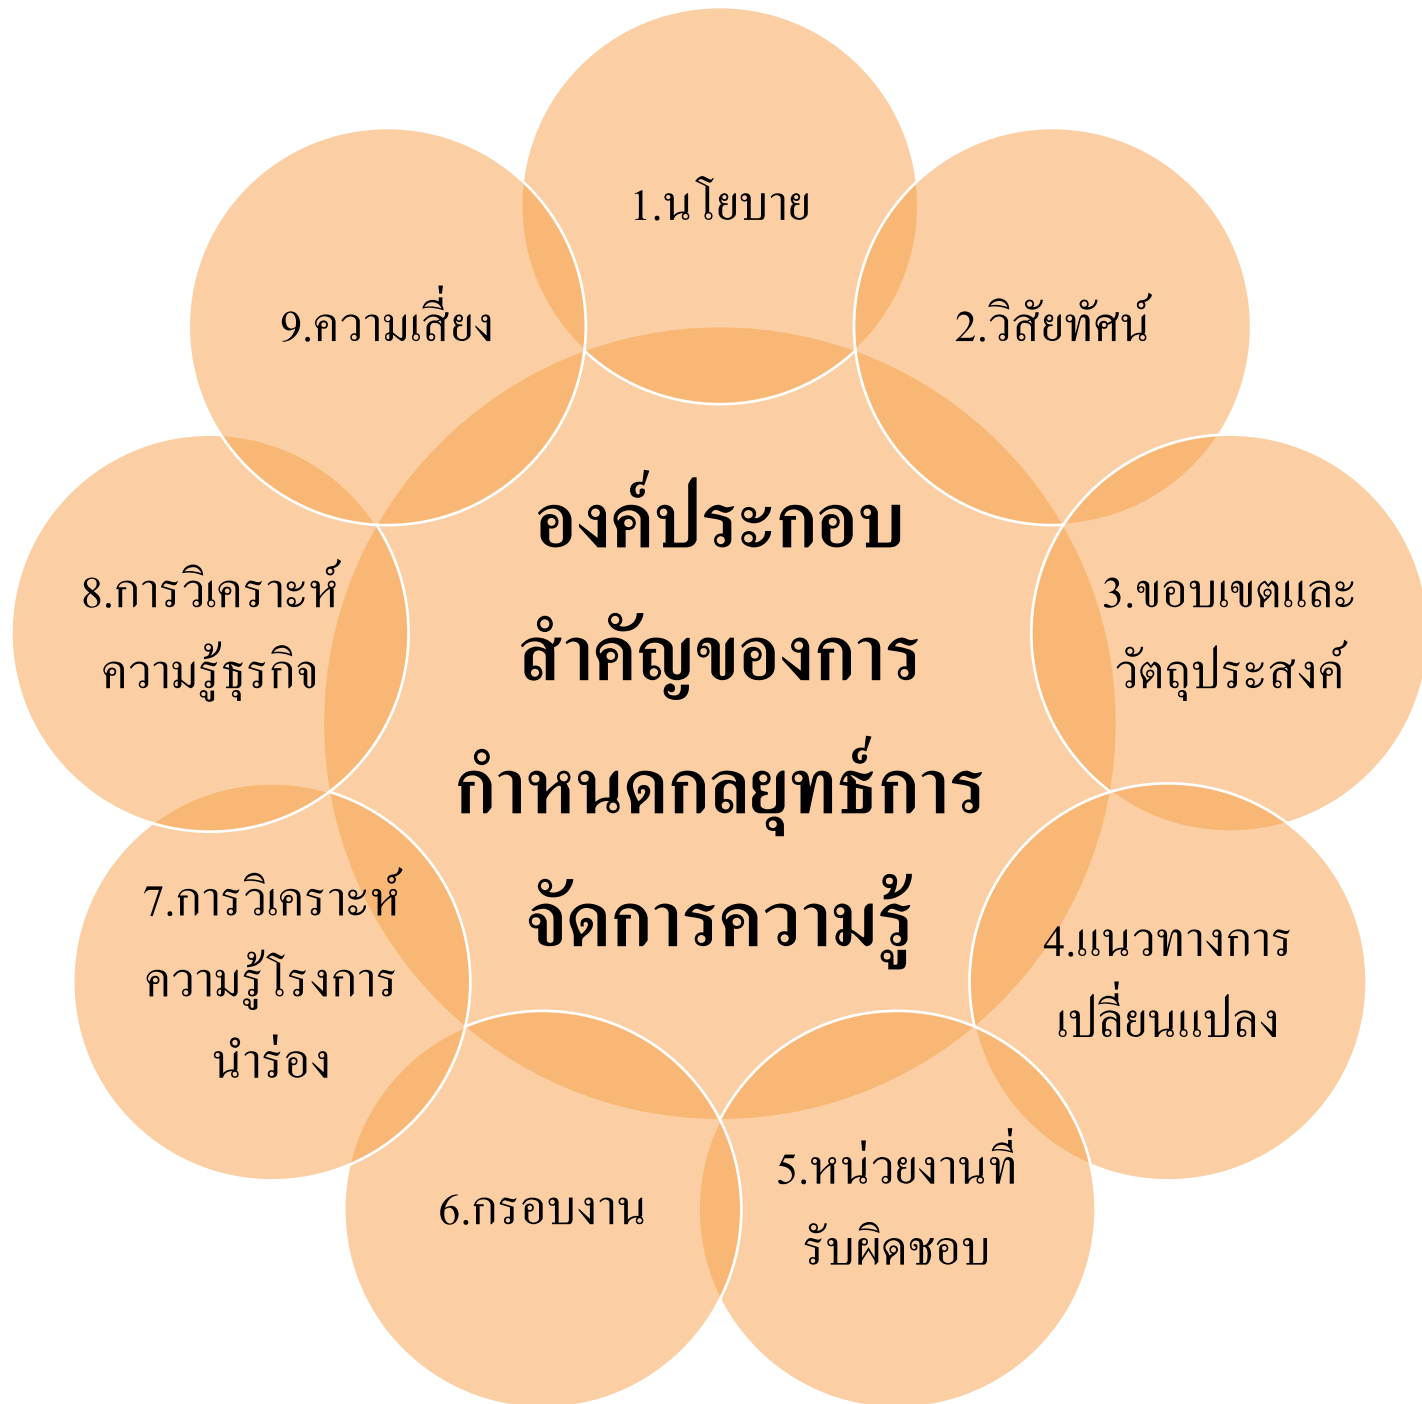 องค์ประกอบ
สำคัญของการ
กำหนดกลยุทธ์การ
จัดการความรู้
1.นโยบาย
2.วิสัยทัศน์
3.ขอบเขตและ
วัตถุประสงค์
4.แนวทางการ
เปลี่ยนแปลง
5.หน่วยงานที่
รับผิดชอบ
6.กรอบงาน
7.การวิเคราะห์
ความรู้โรงการ
นำร่อง
8.การวิเคราะห์
ความรู้ธุรกิจ
9.ความเสี่ยง